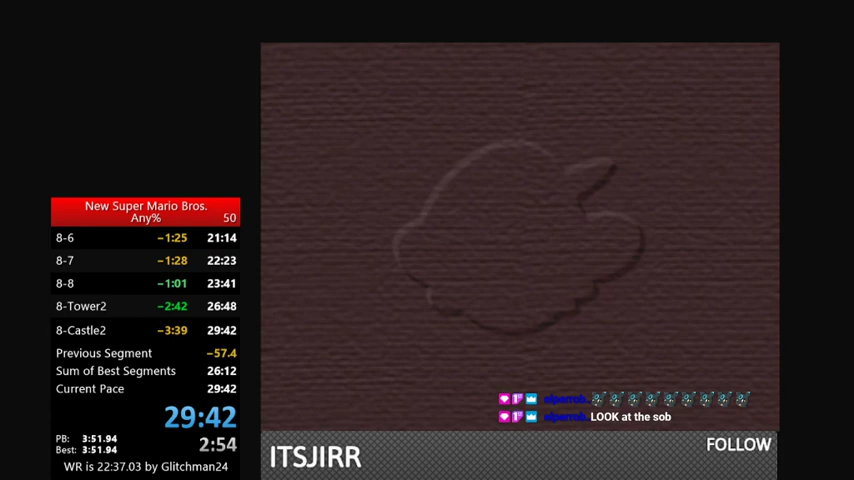 New Super Mario Bros.
Any% 50
8-6 −1:25 21:14
8-7 −1:28 22:23
8-8 −1:01 23:41
8-Tower2 −2:42 26:48
8-Castle2 −3:39 29:42
Previous Segment −57.4
Sum of Best Segments 26:12
Current Pace 29:42
29:42
PB: 3:51.94 2:54
Best: 3:51.94
WR is 22:37.03 by Glitchman24
LOOK at the sob
ITSJIRR FOLLOW